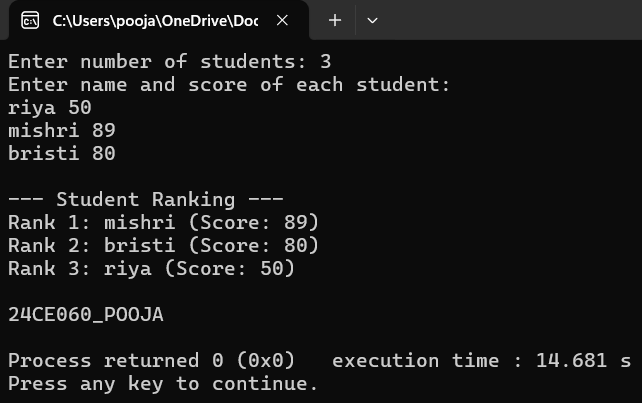 C:\Users\pooja\OneDrive\Doc
Enter number of students: 3
Enter name and score of each student:
riya 50
mishri 89
bristi 80
--- Student Ranking ---
Rank 1: mishri (Score: 89)
Rank 2: bristi (Score: 80)
Rank 3: riya (Score: 50)
24CE060_POOJA
Process returned 0 (0x0)   execution time : 14.681 s
Press any key to continue.